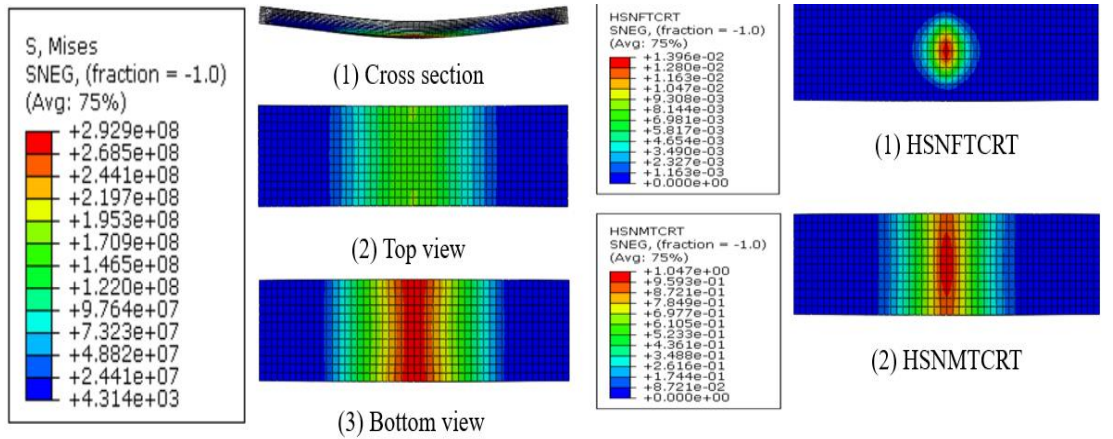 S, Mises
SNEG, (fraction = -1.0)
(Avg: 75%)
+2.929e+08
+2.685e+08
+2.441e+08
+2.197e+08
+1.953e+08
+1.709e+08
+1.465e+08
+1.220e+08
+9.764e+07
+7.323e+07
+4.882e+07
+2.441e+07
+4.314e+03
(1) Cross section
(2) Top view
(3) Bottom view
HSNFTCRT
SNEG, (fraction = -1.0)
(Avg: 75%)
+1.396e-02
+1.280e-02
+1.163e-02
+1.047e-02
+9.308e-03
+8.144e-03
+6.981e-03
+5.817e-03
+4.654e-03
+3.490e-03
+2.327e-03
+1.163e-03
+0.000e+00
(1) HSNFTCRT
HSNMTCRT
SNEG, (fraction = -1.0)
(Avg: 75%)
+1.047e+00
+9.593e-01
+8.721e-01
+7.849e-01
+6.977e-01
+6.105e-01
+5.233e-01
+4.361e-01
+3.488e-01
+2.616e-01
+1.744e-01
+8.721e-02
+0.000e+00
(2) HSNMTCRT